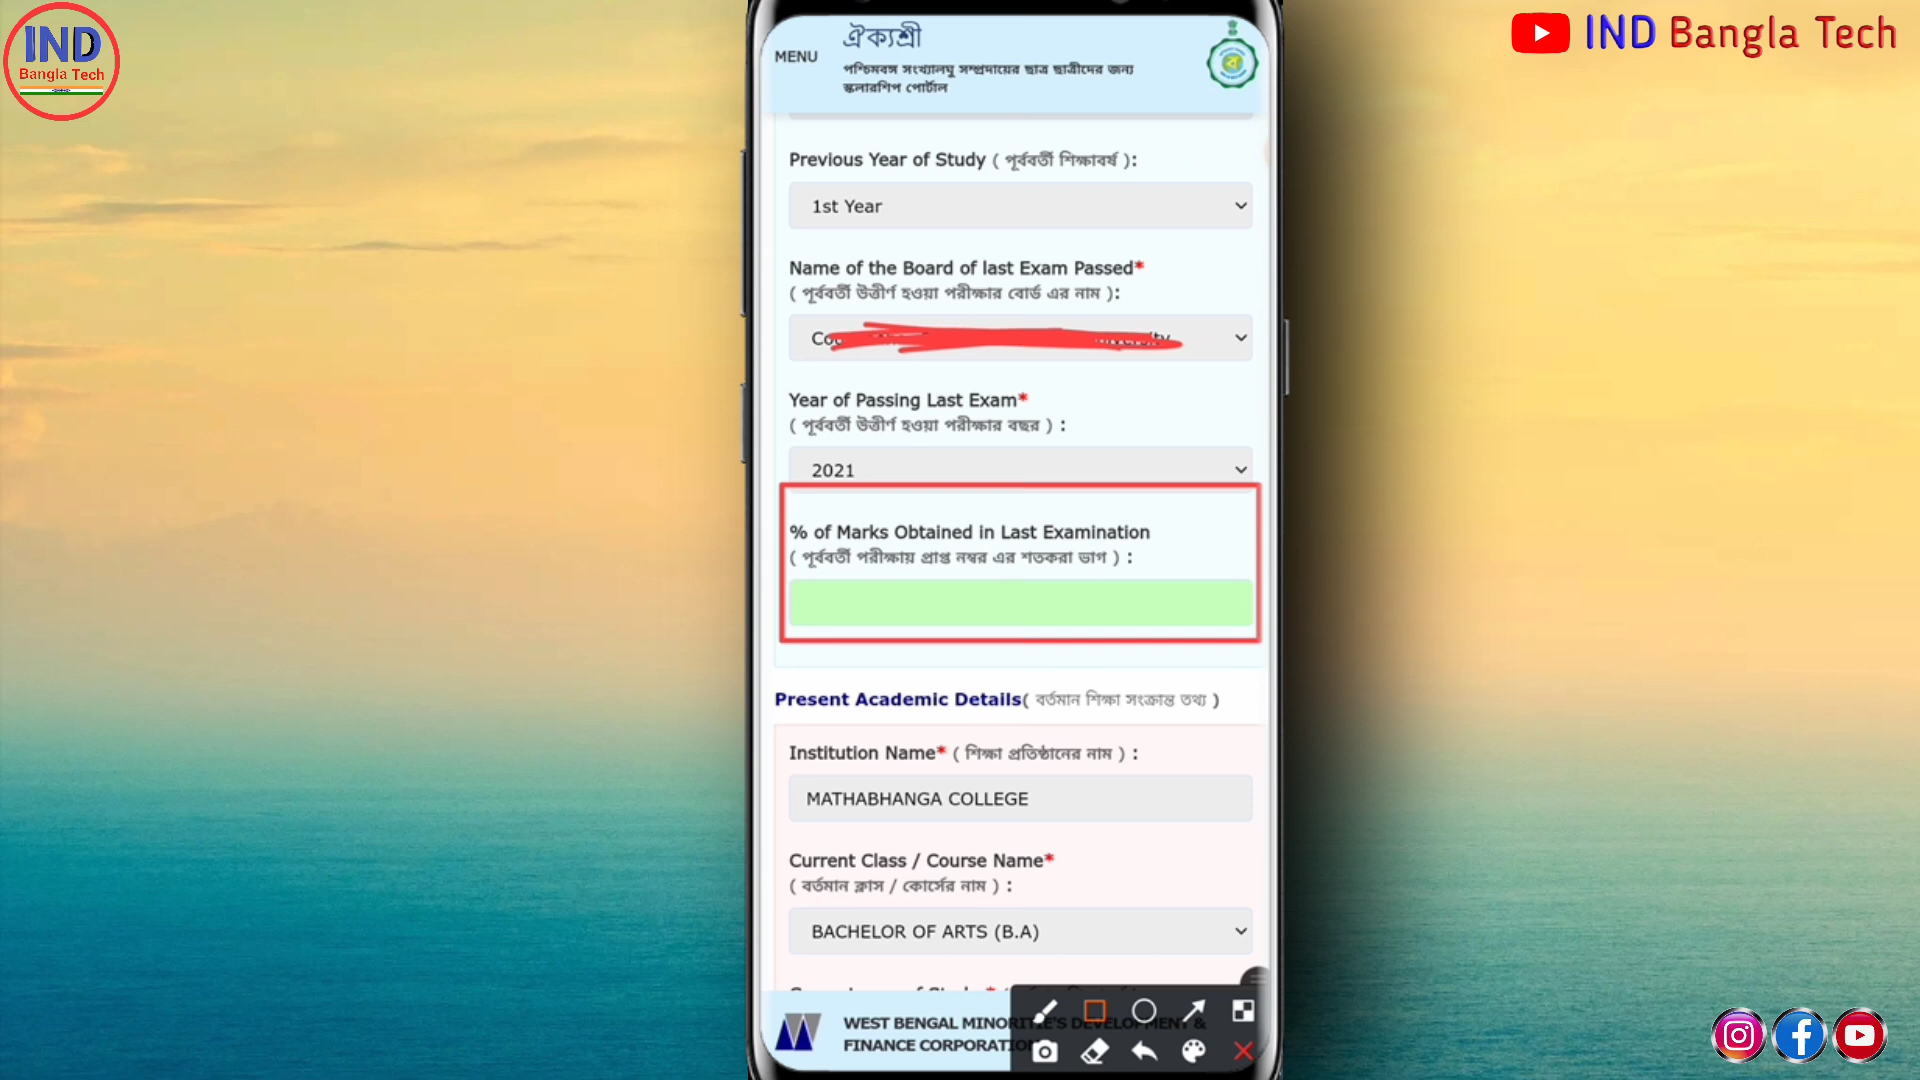 IND
Bangla Tech
IND Bangla Tech
MENU
ঐক্যশ্রী
পশ্চিমবঙ্গ সংখ্যালঘু সম্প্রদায়ের ছাত্র ছাত্রীদের জন্য
স্কলারশিপ পোর্টাল
Previous Year of Study ( পূর্ববর্তী শিক্ষাবর্ষ ):
1st Year
Name of the Board of last Exam Passed*
( পূর্ববর্তী উত্তীর্ণ হওয়া পরীক্ষার বোর্ড এর নাম ):
Year of Passing Last Exam*
( পূর্ববর্তী উত্তীর্ণ হওয়া পরীক্ষার বছর ) :
2021
% of Marks Obtained in Last Examination
( পূর্ববর্তী পরীক্ষায় প্রাপ্ত নম্বর এর শতকরা ভাগ ) :
Present Academic Details( বর্তমান শিক্ষা সংক্রান্ত তথ্য )
Institution Name* ( শিক্ষা প্রতিষ্ঠানের নাম ) :
MATHABHANGA COLLEGE
Current Class / Course Name*
( বর্তমান ক্লাস / কোর্সের নাম ) :
BACHELOR OF ARTS (B.A)
WEST BENGAL MINORITIE'S DEVELOPMENT &
FINANCE CORPORATION